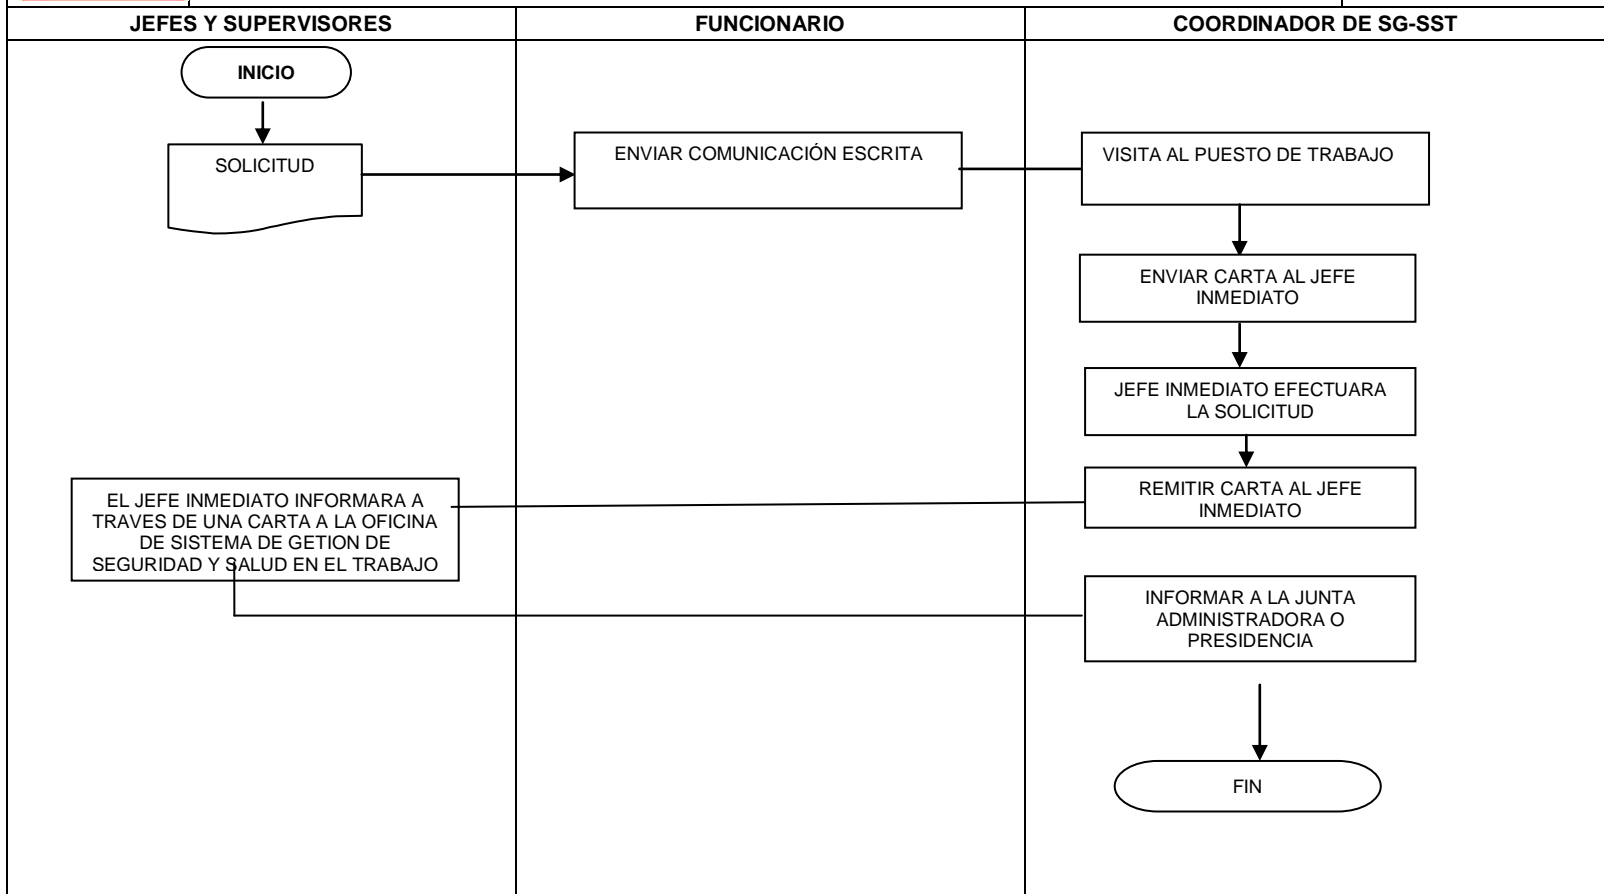 JEFES Y SUPERVISORES
FUNCIONARIO
COORDINADOR DE SG-SST
INICIO
SOLICITUD
ENVIAR COMUNICACIÓN ESCRITA
VISITA AL PUESTO DE TRABAJO
ENVIAR CARTA AL JEFE
INMEDIATO
JEFE INMEDIATO EFECTUARA
LA SOLICITUD
REMITIR CARTA AL JEFE
INMEDIATO
EL JEFE INMEDIATO INFORMARA A
TRAVES DE UNA CARTA A LA OFICINA
DE SISTEMA DE GETION DE
SEGURIDAD Y SALUD EN EL TRABAJO
INFORMAR A LA JUNTA
ADMINISTRADORA O
PRESIDENCIA
FIN